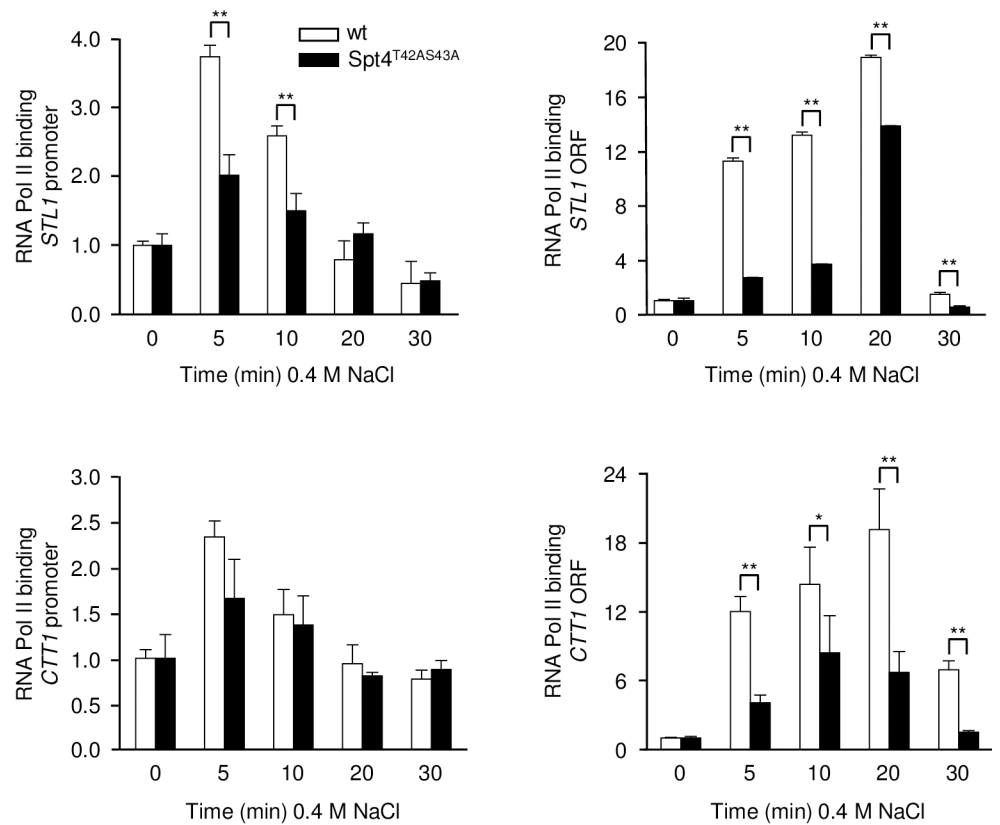 **
**
4.0
4.0
2.0
1.0
0.0
RNA Pol II binding
STL1 promoter
wt
Spt4T42AS43A
0 5 10 20 30
Time (min) 0.4 M NaCl
**
**
**
**
20
16
12
8
4
0
RNA Pol II binding
STL1 ORF
0 5 10 20 30
Time (min) 0.4 M NaCl
3.0
2.5
2.0
1.5
1.0
0.5
0.0
RNA Pol II binding
CTT1 promoter
0 5 10 20 30
Time (min) 0.4 M NaCl
**
*
**
**
24
18
12
6
0
RNA Pol II binding
CTT1 ORF
0 5 10 20 30
Time (min) 0.4 M NaCl